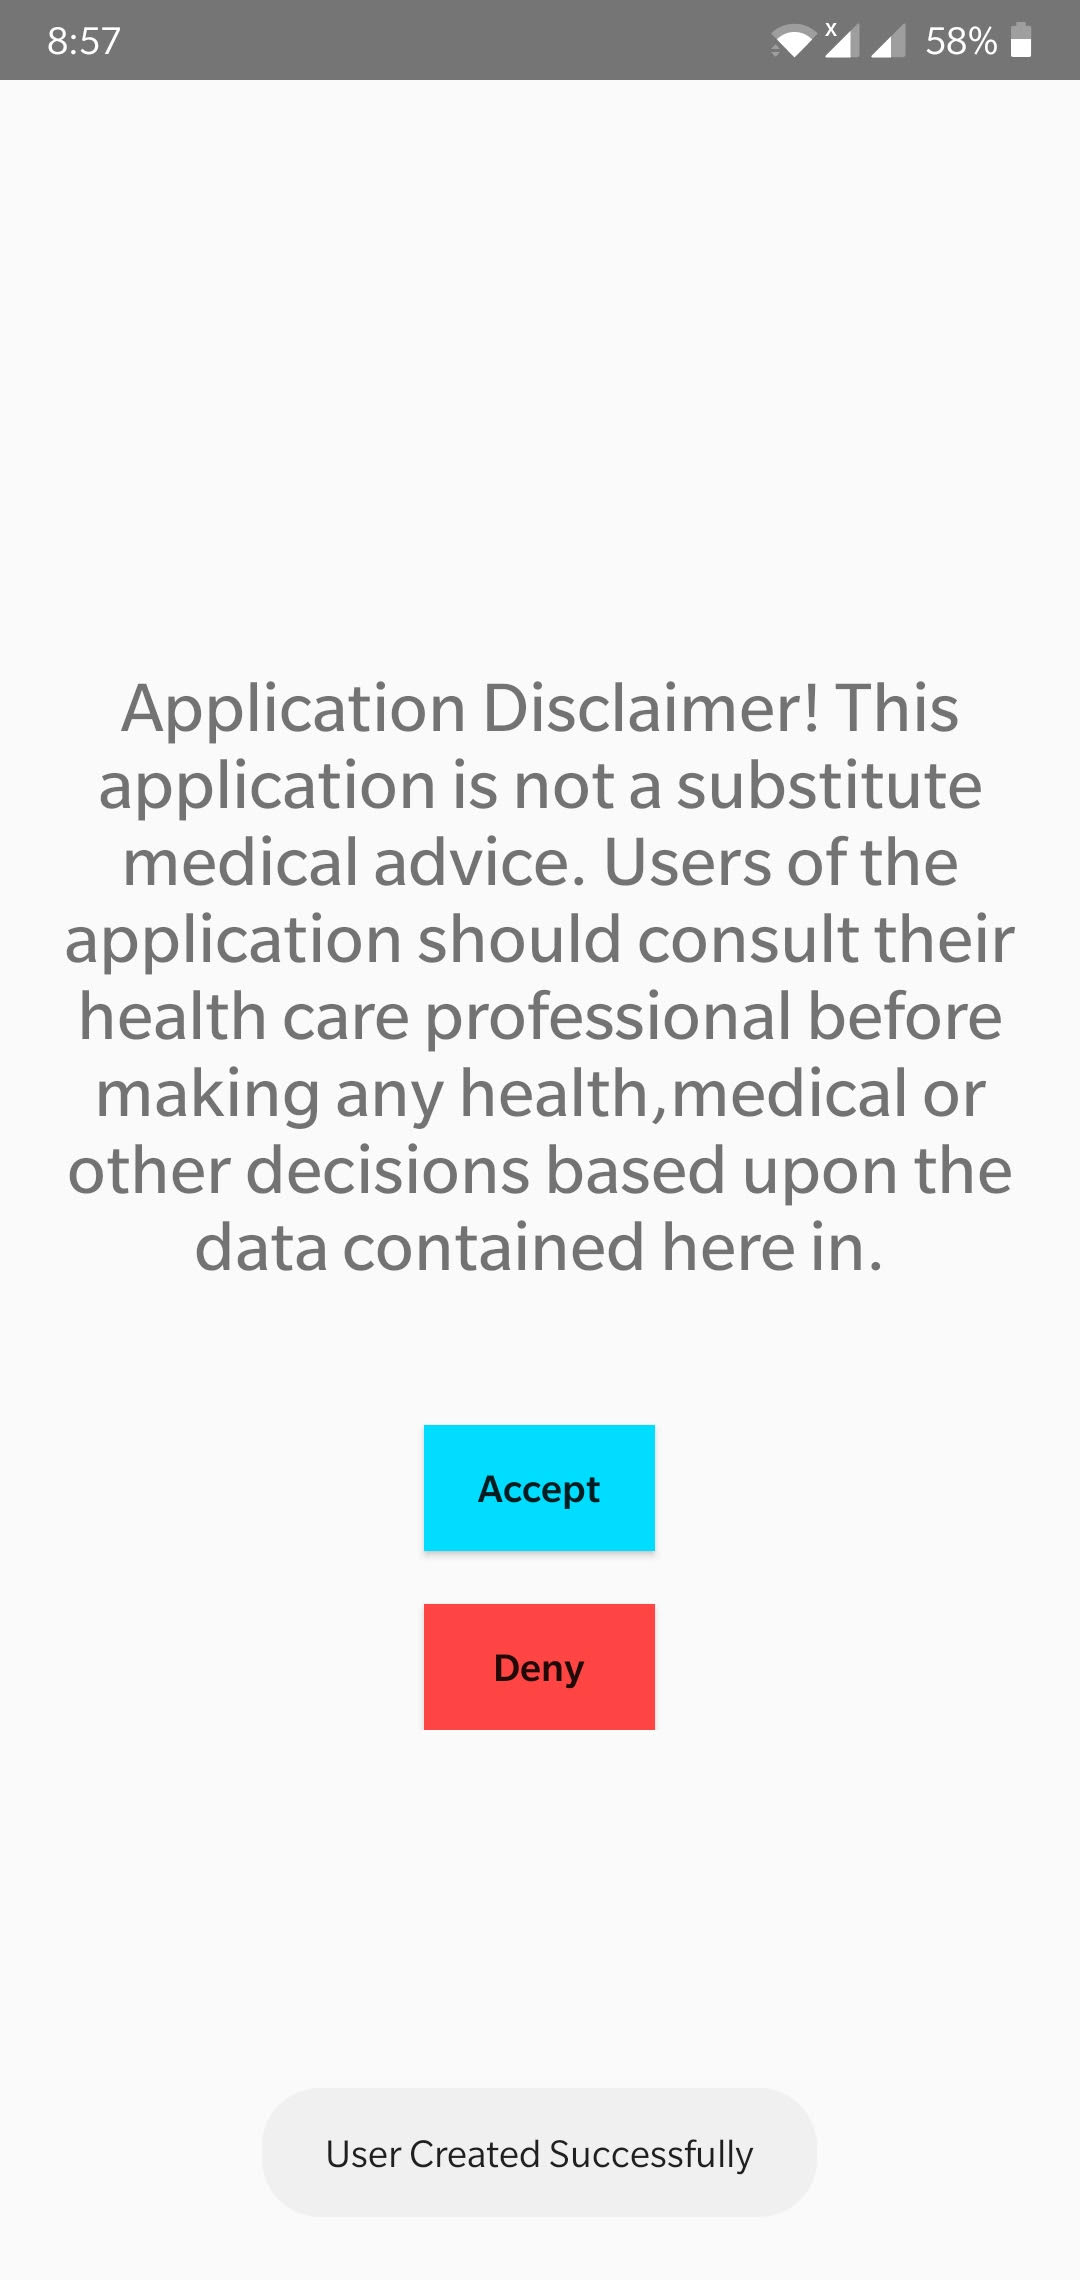 8:57
x 58%
Application Disclaimer! This
application is not a substitute
medical advice. Users of the
application should consult their
health care professional before
making any health,medical or
other decisions based upon the
data contained here in.
Accept
Deny
User Created Successfully